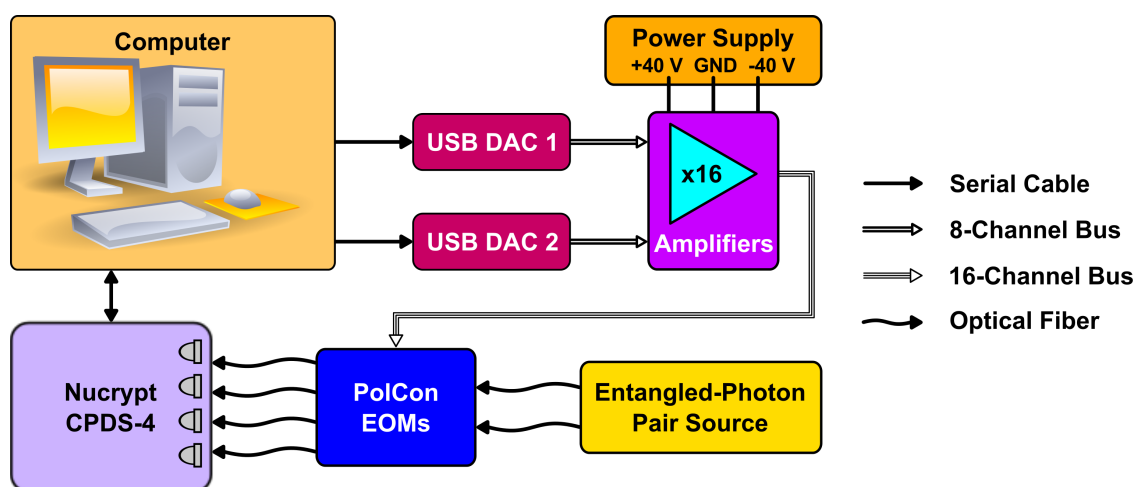 Computer
Power Supply
+40 V GND -40 V
USB DAC 1
x16
USB DAC 2
Amplifiers
Serial Cable
8-Channel Bus
16-Channel Bus
Optical Fiber
Nucrypt
CPDS-4
PolCon
EOMs
Entangled-Photon
Pair Source